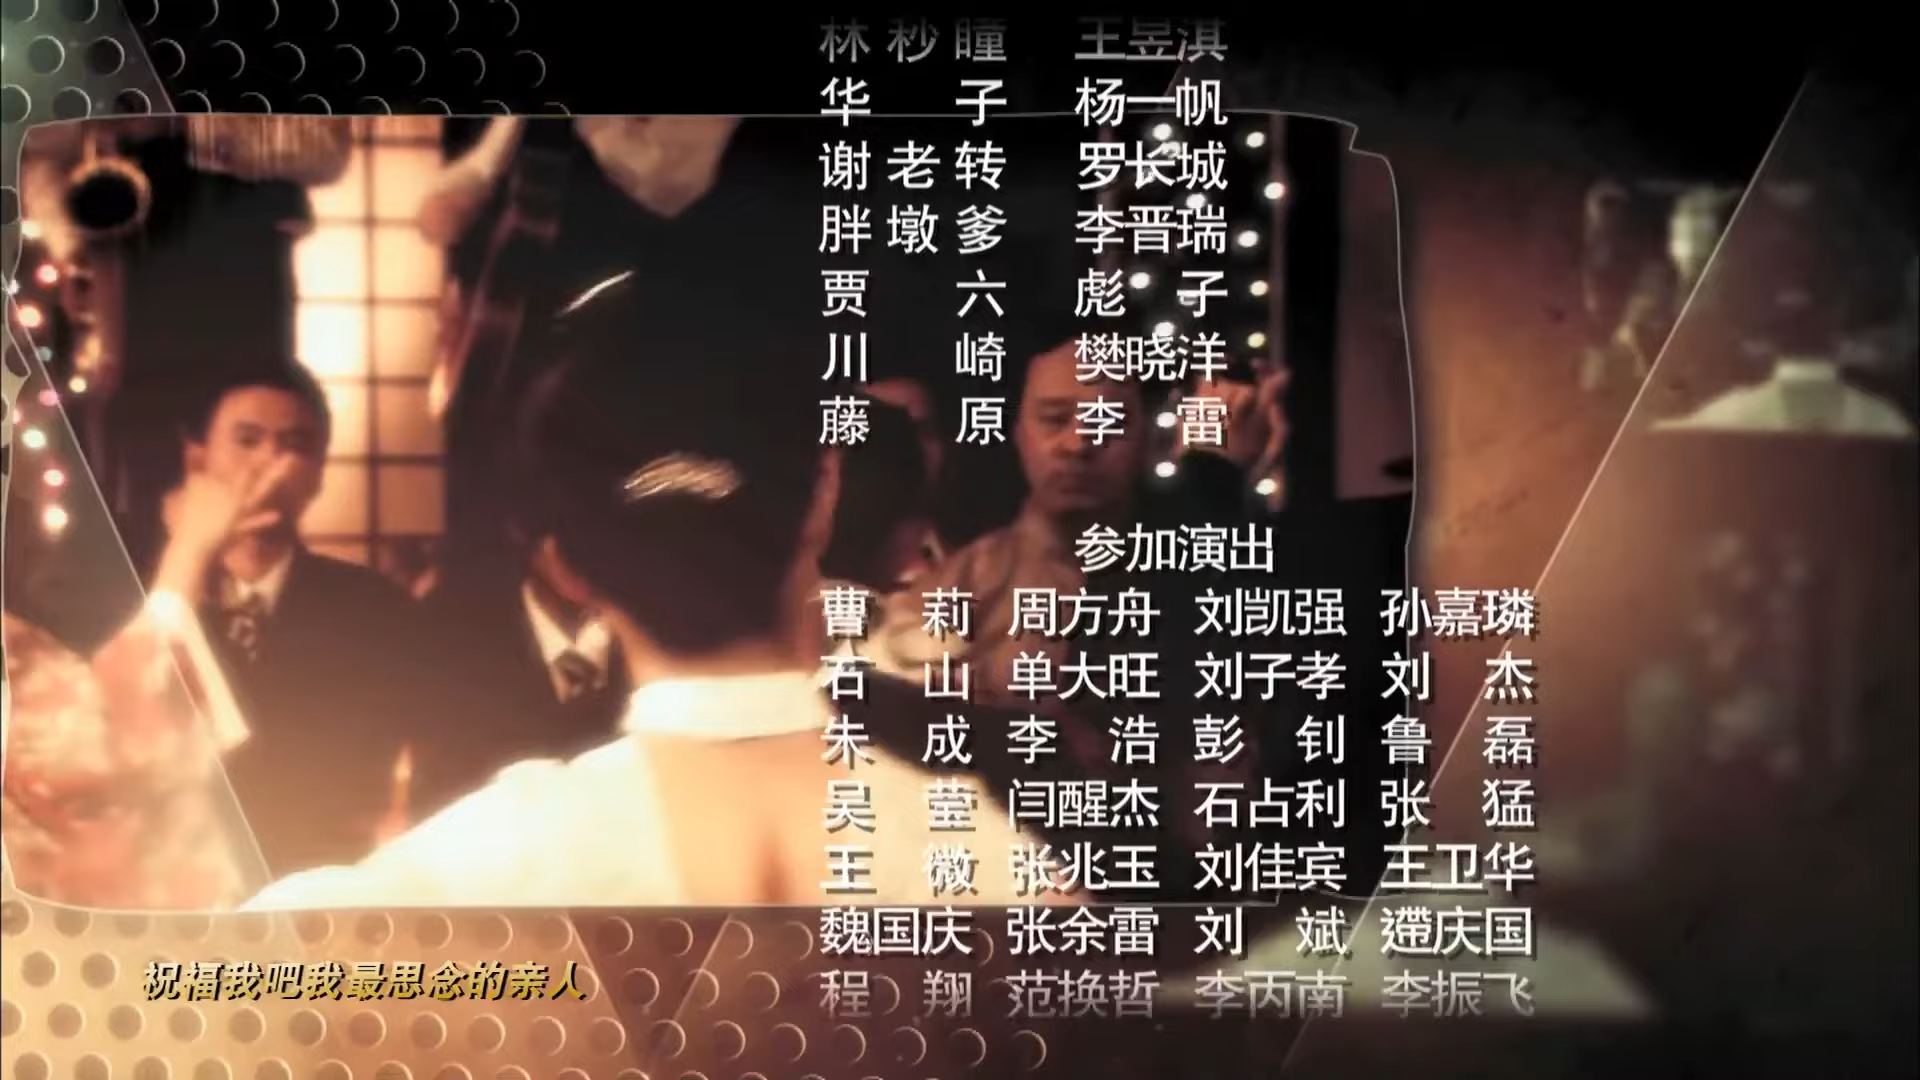 林秒瞳 王昱淇
华子 杨一帆
谢老转 罗长城
胖墩爹 李晋瑞
贾六 彪子
川崎 樊晓洋
藤原 李雷
参加演出
曹莉 周方舟 刘凯强 孙嘉璘
石山 单大旺 刘子孝 刘杰
朱成 李浩 彭钊 鲁磊
吴莹 闫醒杰 石占利 张猛
王微 张兆玉 刘佳宾 王卫华
魏国庆 张余雷 刘斌 遰庆国
程翔 范换哲 李丙南 李振飞
祝福我吧我最思念的亲人